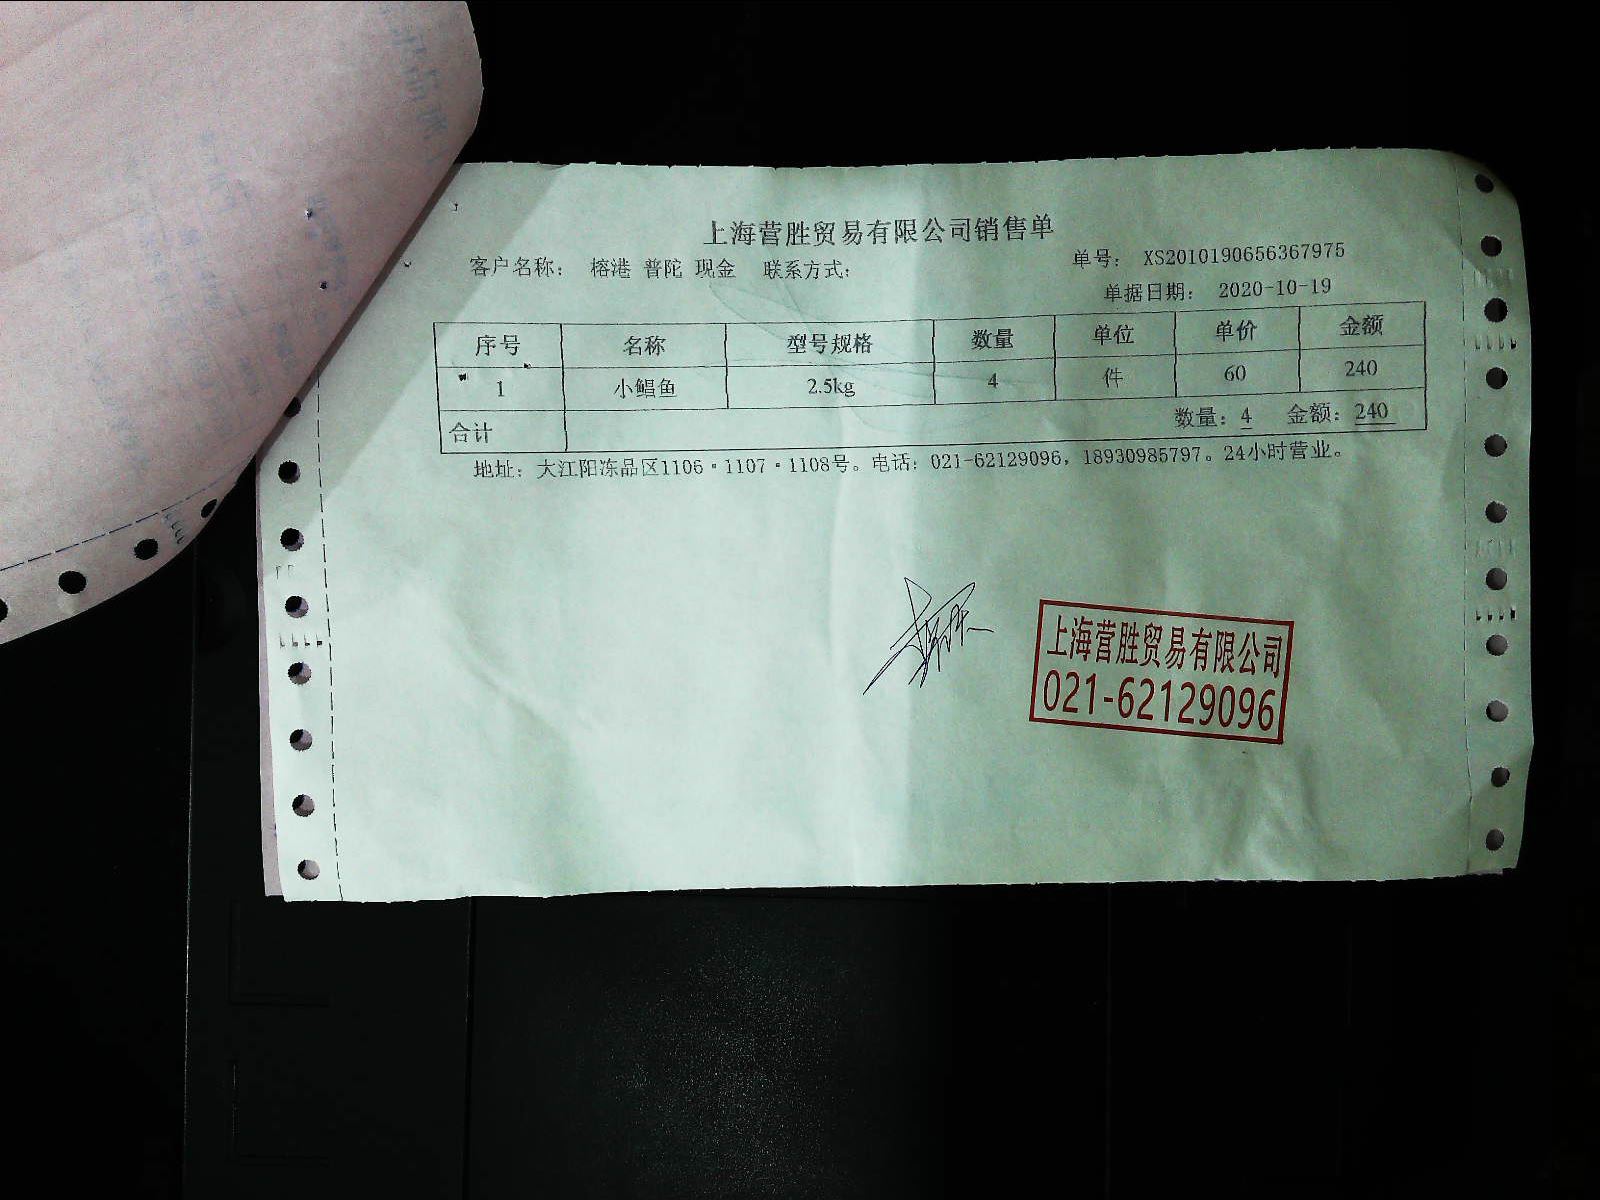 上海营胜贸易有限公司销售单
客户名称： 榕港 普陀 现金 联系方式： 单号： XS2010190656367975
单据日期： 2020-10-19
序号 名称 型号规格 数量 单位 单价 金额
1 小鲳鱼 2.5kg 4 件 60 240
合计 数量：4 金额：240
地址：大江阳冻品区1106·1107·1108号。电话：021-62129096，18930985797。24小时营业。
上海营胜贸易有限公司
021-62129096